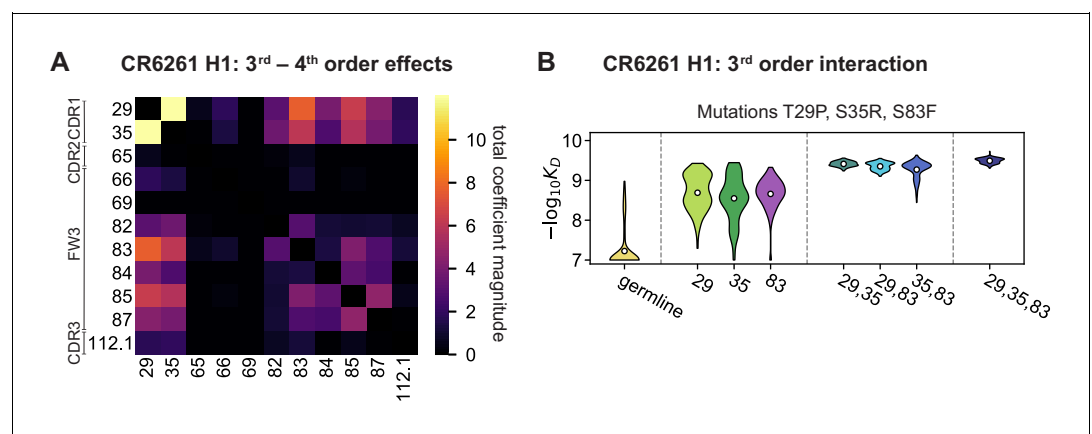 A CR6261 H1: 3rd – 4th order effects
CDR1
CDR2
FW3
CDR3
29
35
65
66
69
82
83
84
85
87
112.1
29 35 65 66 69 82 83 84 85 87 112.1
10
8
6
4
2
0
total coefficient magnitude
B CR6261 H1: 3rd order interaction
Mutations T29P, S35R, S83F
−log10KD
10
9
8
7
germline 29 35 83 29,35 29,83 35,83 29,35,83